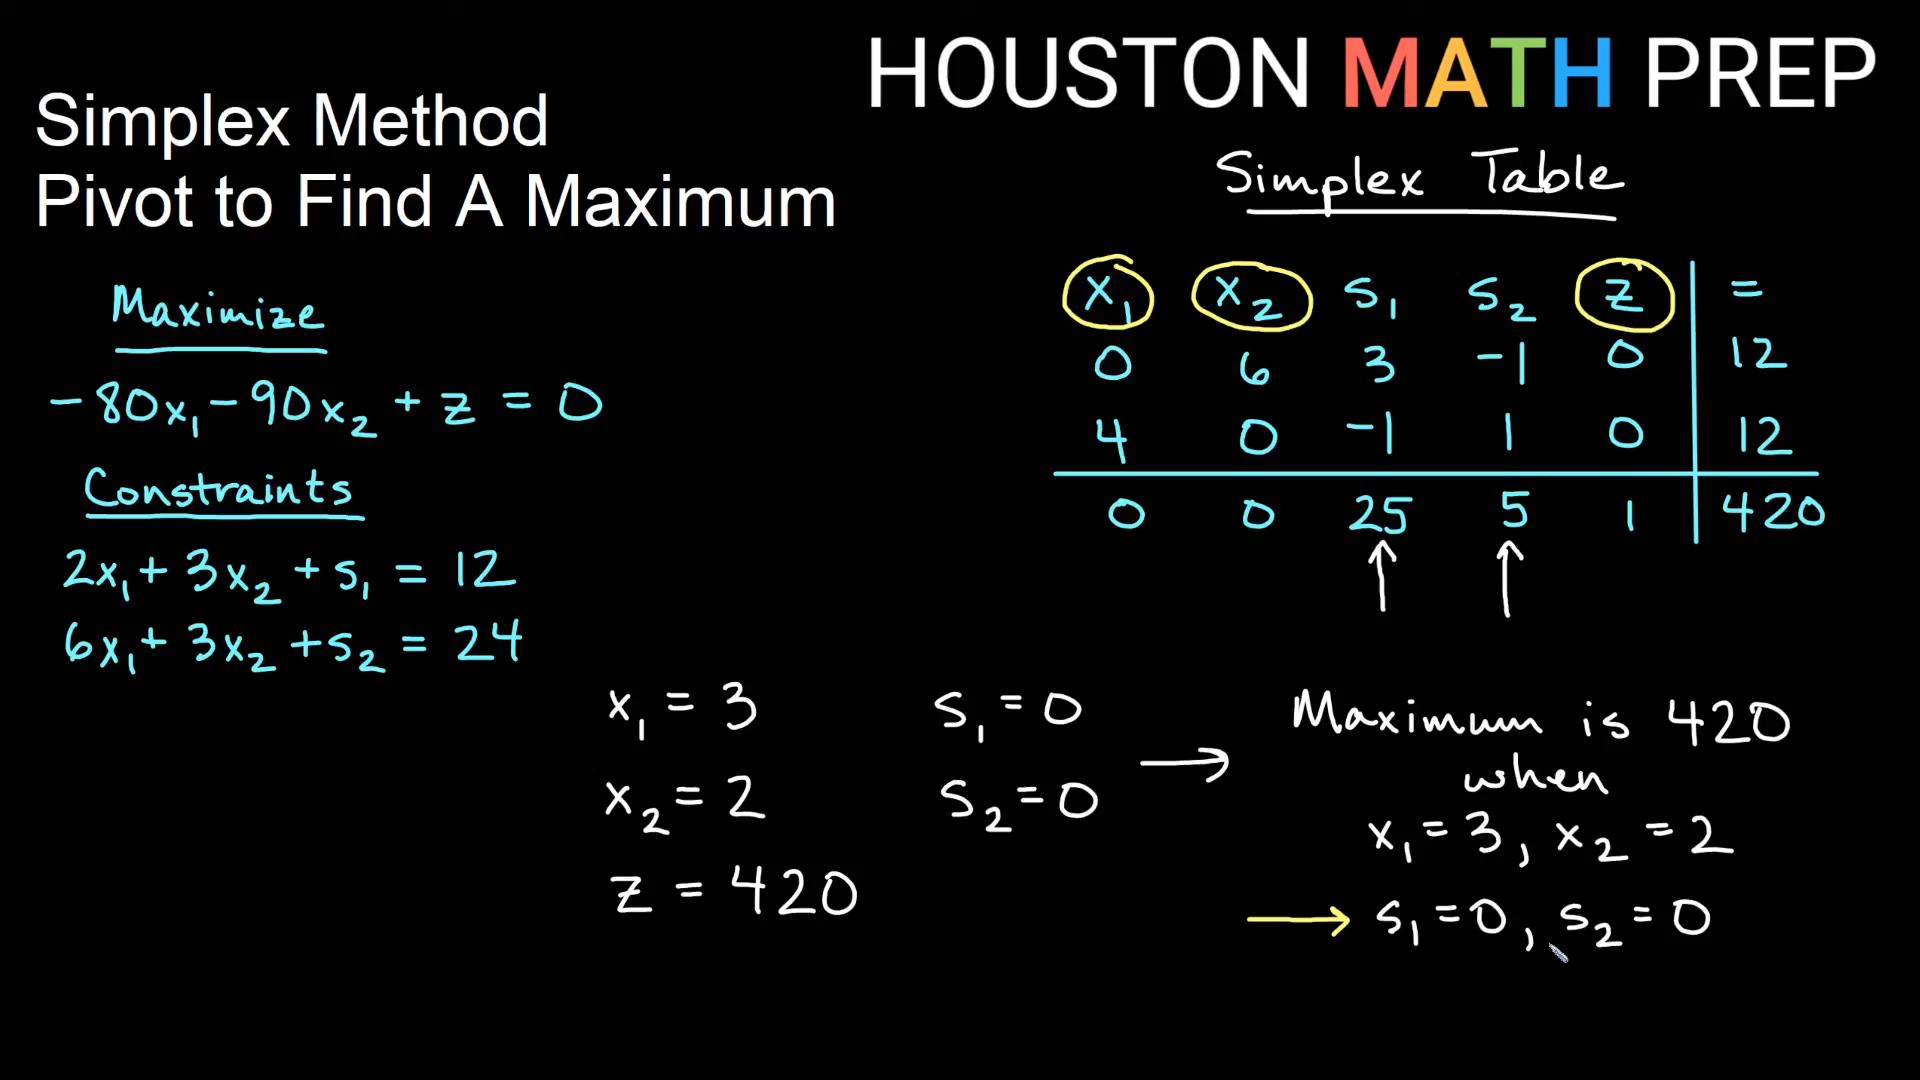 HOUSTON MATH PREP
Simplex Method
Pivot to Find A Maximum
Maximize
-80x₁ - 90x₂ + z = 0
Constraints
2x₁ + 3x₂ + s₁ = 12
6x₁ + 3x₂ + s₂ = 24
Simplex Table
x₁ x₂ s₁ s₂ z =
0 6 3 -1 0 12
4 0 -1 1 0 12
0 0 25 5 1 420
x₁ = 3 s₁ = 0
x₂ = 2 s₂ = 0
z = 420
→
Maximum is 420
when
x₁ = 3, x₂ = 2
→ s₁ = 0, s₂ = 0